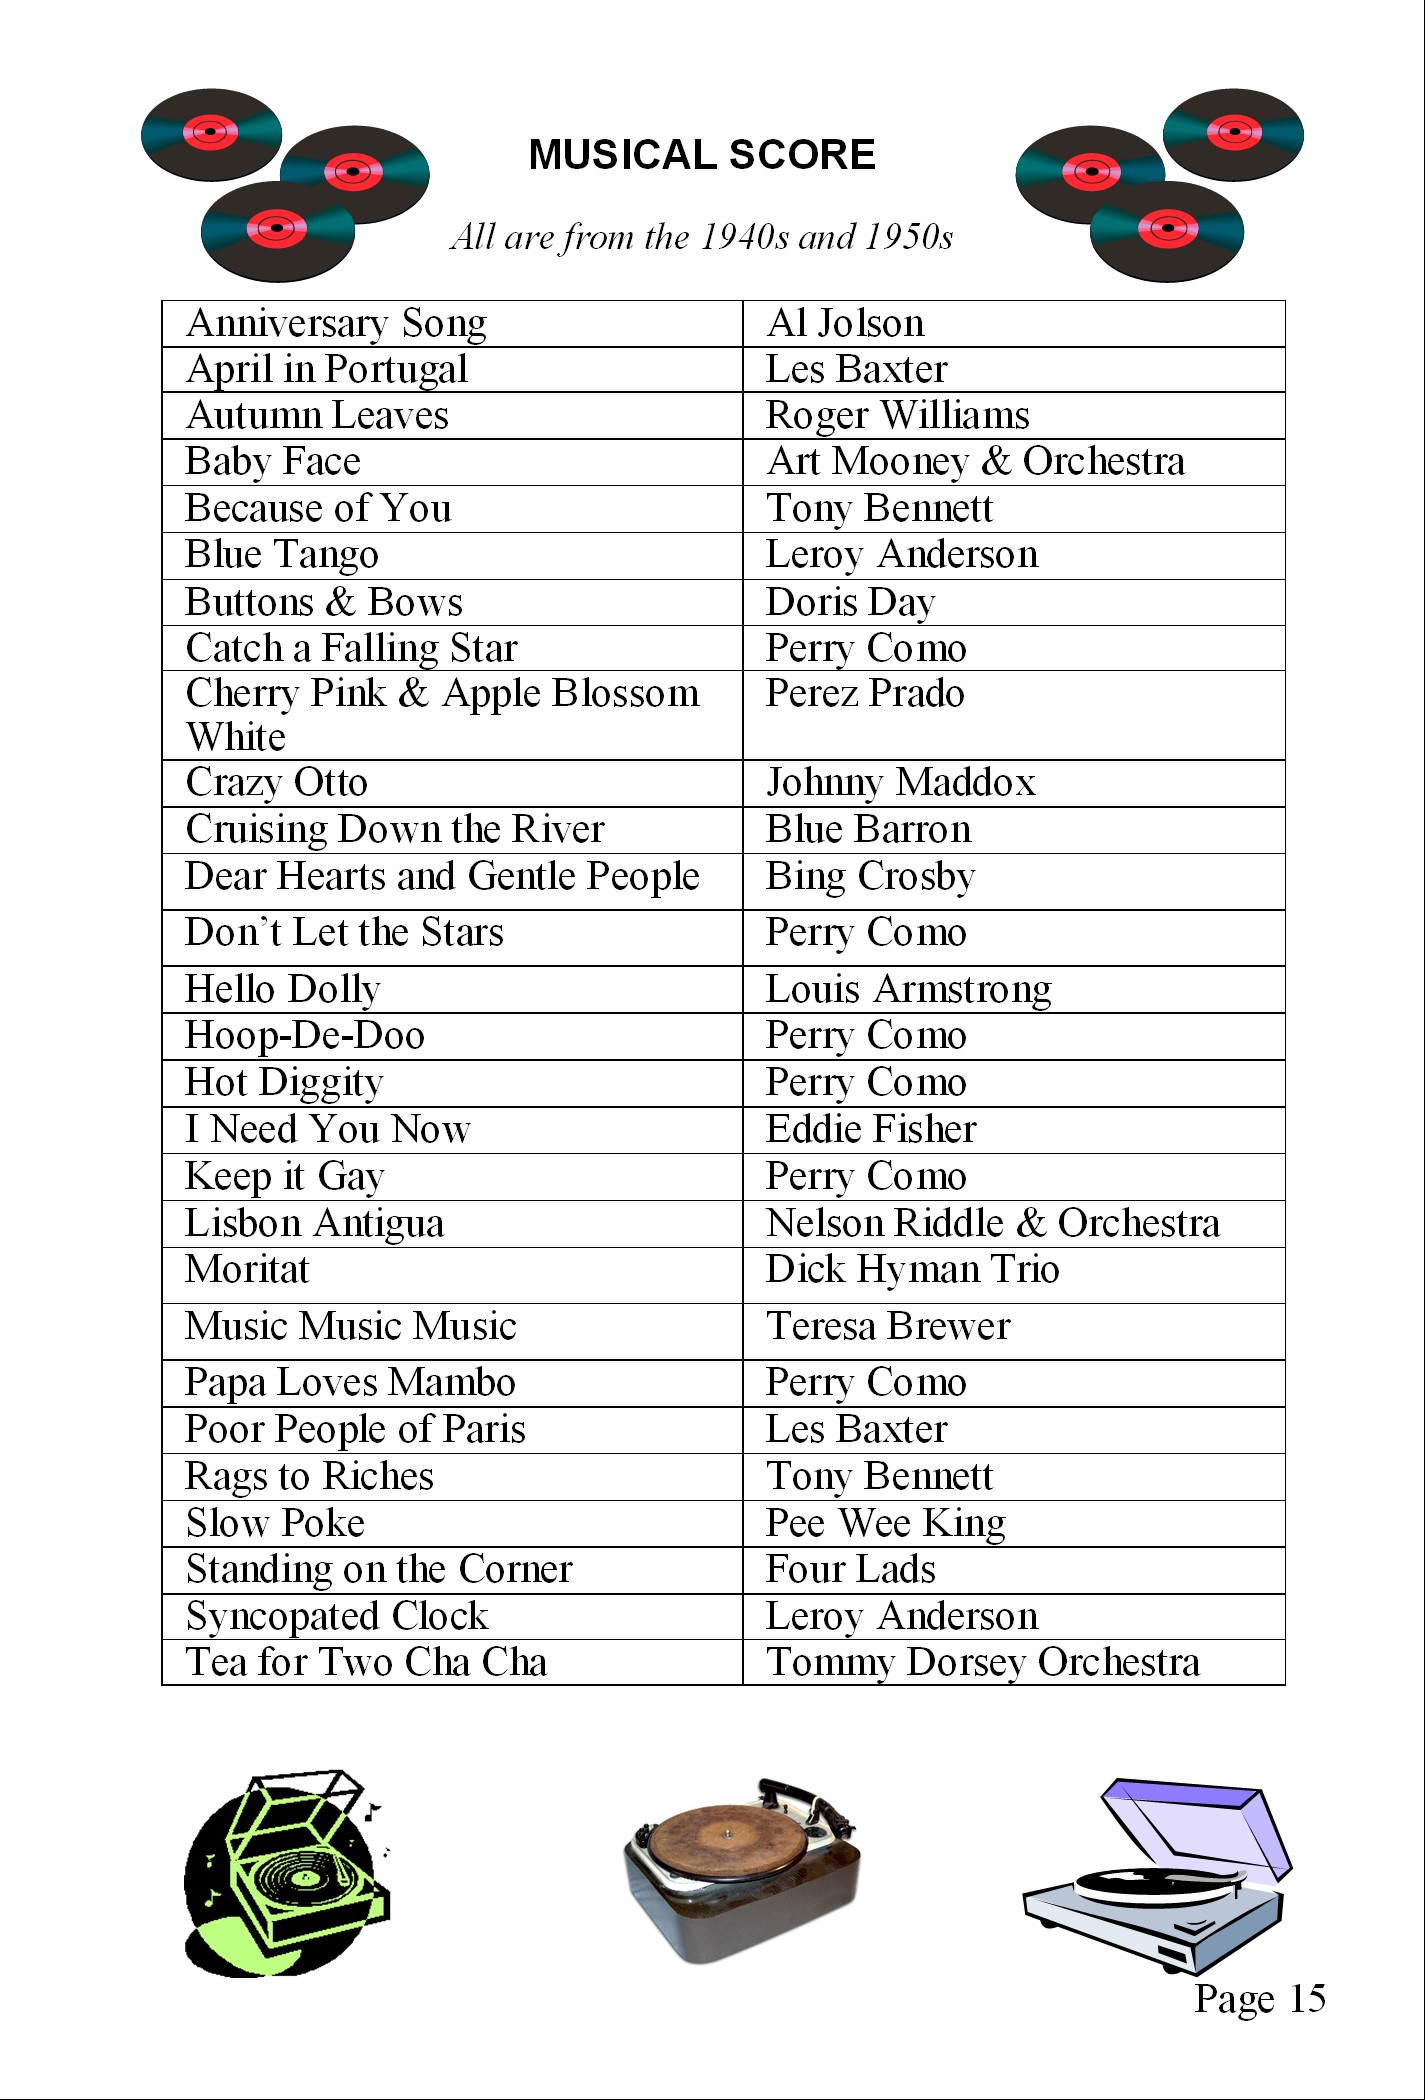 MUSICAL SCORE
All are from the 1940s and 1950s
Anniversary Song Al Jolson
April in Portugal Les Baxter
Autumn Leaves Roger Williams
Baby Face Art Mooney & Orchestra
Because of You Tony Bennett
Blue Tango Leroy Anderson
Buttons & Bows Doris Day
Catch a Falling Star Perry Como
Cherry Pink & Apple Blossom Perez Prado
White
Crazy Otto Johnny Maddox
Cruising Down the River Blue Barron
Dear Hearts and Gentle People Bing Crosby
Don't Let the Stars Perry Como
Hello Dolly Louis Armstrong
Hoop-De-Doo Perry Como
Hot Diggity Perry Como
I Need You Now Eddie Fisher
Keep it Gay Perry Como
Lisbon Antigua Nelson Riddle & Orchestra
Moritat Dick Hyman Trio
Music Music Music Teresa Brewer
Papa Loves Mambo Perry Como
Poor People of Paris Les Baxter
Rags to Riches Tony Bennett
Slow Poke Pee Wee King
Standing on the Corner Four Lads
Syncopated Clock Leroy Anderson
Tea for Two Cha Cha Tommy Dorsey Orchestra
Page 15